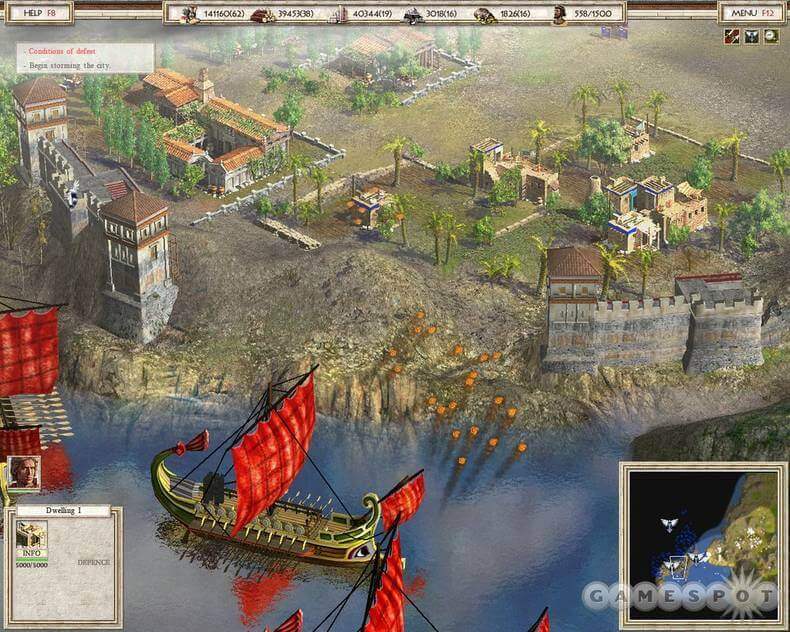 HELP F8
141160(62) 39453(38) 40344(19) 3018(16) 1826(16) 558/1500
MENU F12
- Conditions of defeat
- Begin storming the city.
Dwelling 1
INFO
5000/5000
DEFENCE
GAMESPOT